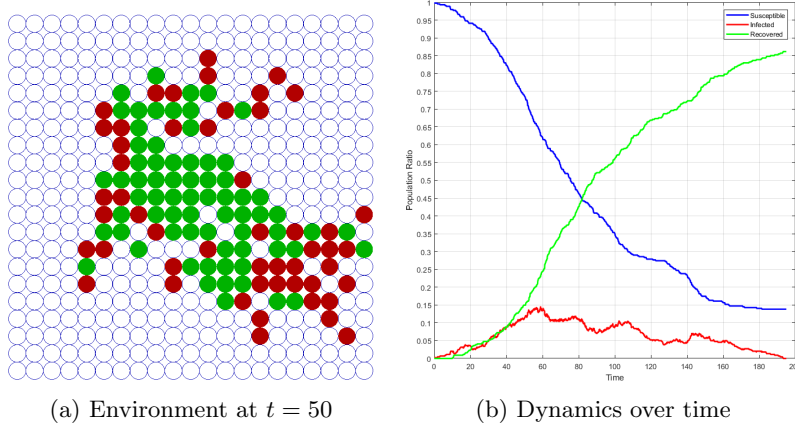 Susceptible
Infected
Recovered
1
0.95
0.9
0.85
0.8
0.75
0.7
0.65
0.6
0.55
0.5
0.45
0.4
0.35
0.3
0.25
0.2
0.15
0.1
0.05
0
Population Ratio
0 20 40 60 80 100 120 140 160 180 200
Time
(a) Environment at t = 50
(b) Dynamics over time